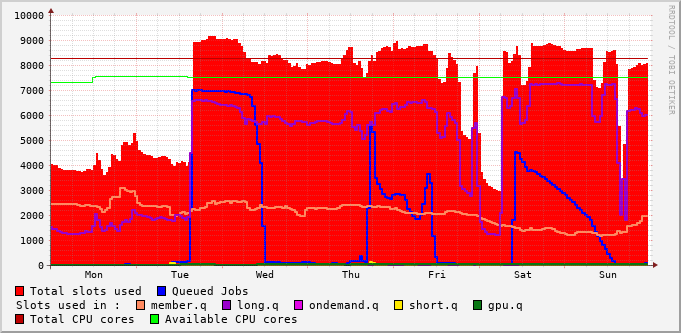 10000
9000
8000
7000
6000
5000
4000
3000
2000
1000
0
Mon Tue Wed Thu Fri Sat Sun
RRDTOOL / TOBI OETIKER
Total slots used Queued Jobs
Slots used in : member.q long.q ondemand.q short.q gpu.q
Total CPU cores Available CPU cores